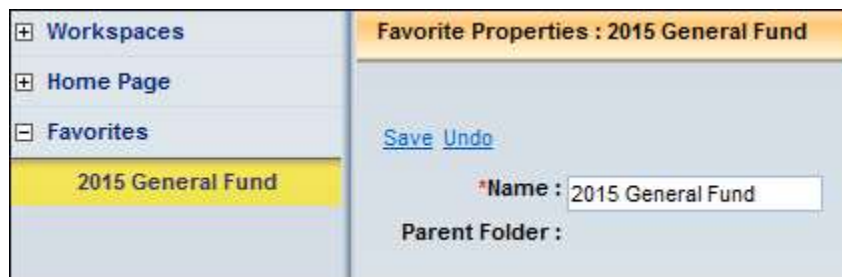 Workspaces
Home Page
Favorites
2015 General Fund
Favorite Properties : 2015 General Fund
Save Undo
*Name : 2015 General Fund
Parent Folder :